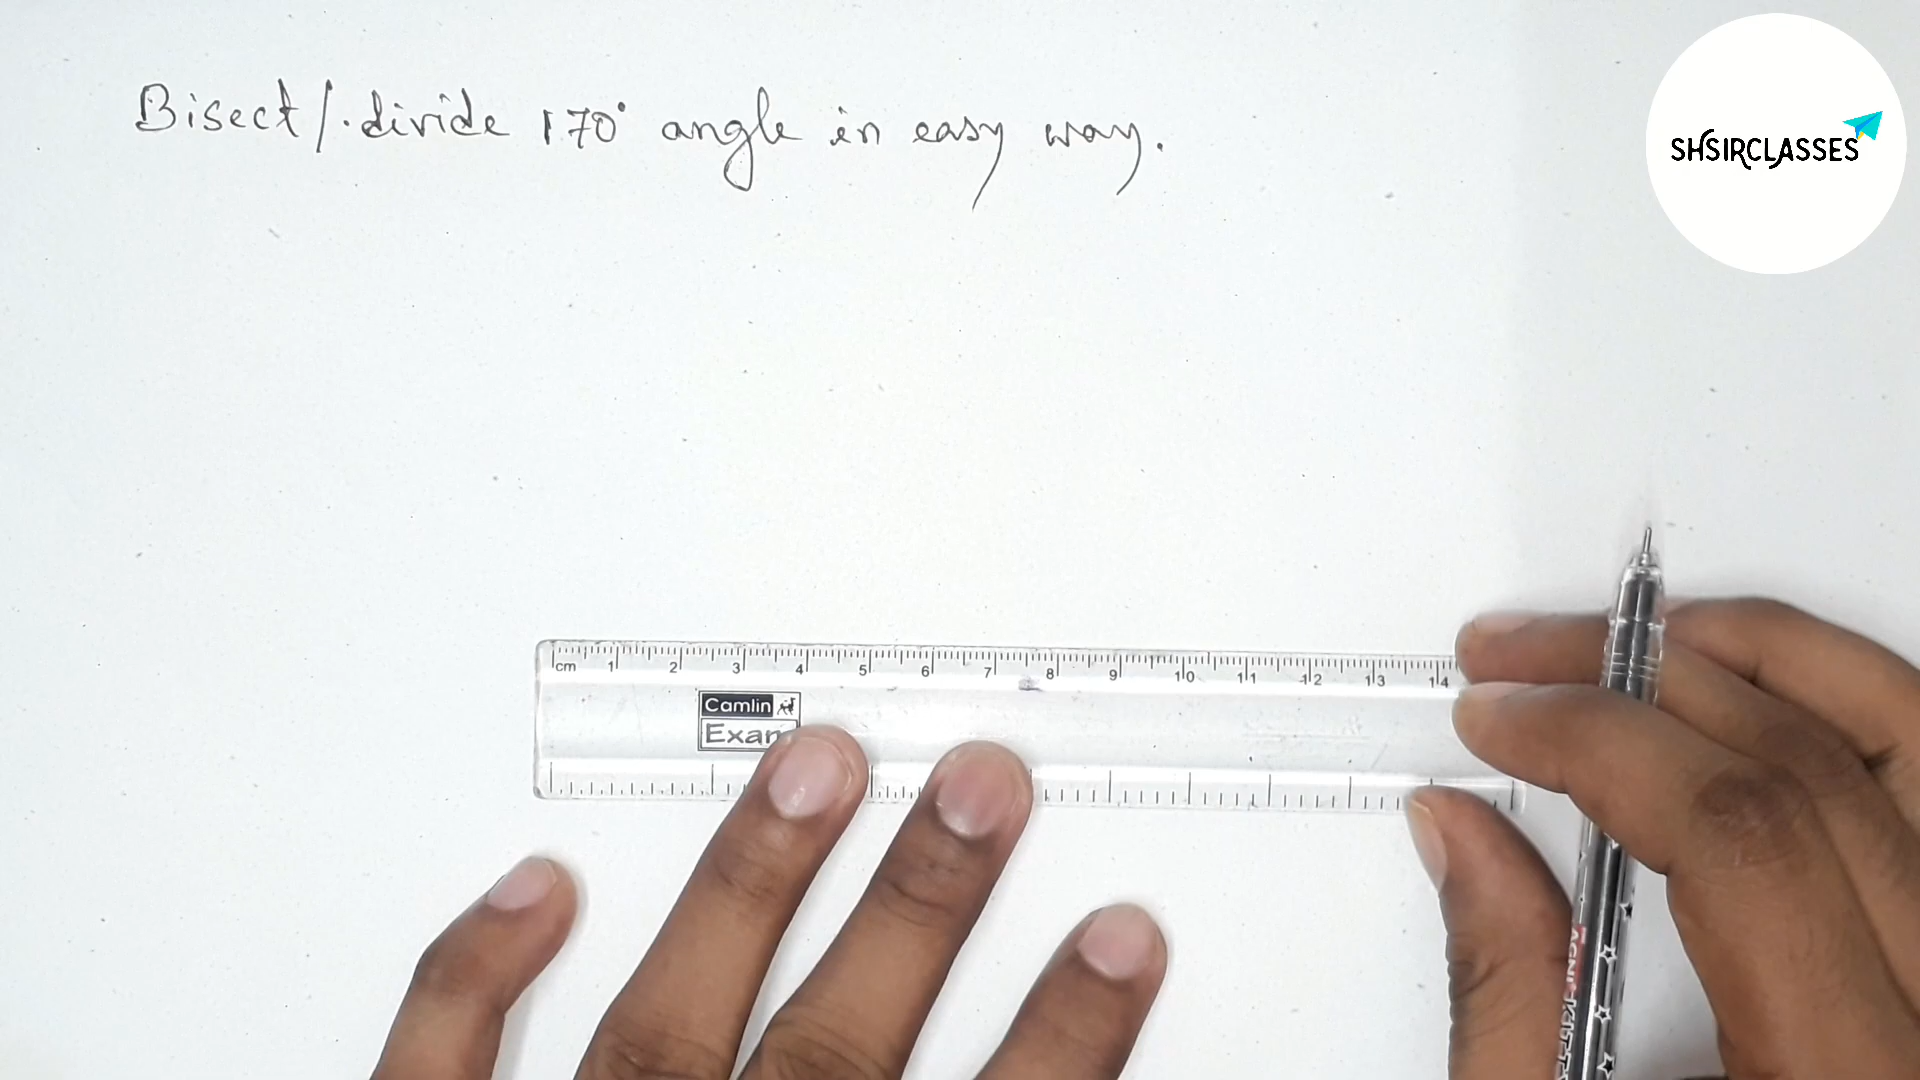 Bisect/.divide 170° angle in easy way.
SHSIRCLASSES
cm 1 2 3 4 5 6 7 8 9 10 11 12 13 14
Camlin
Exam